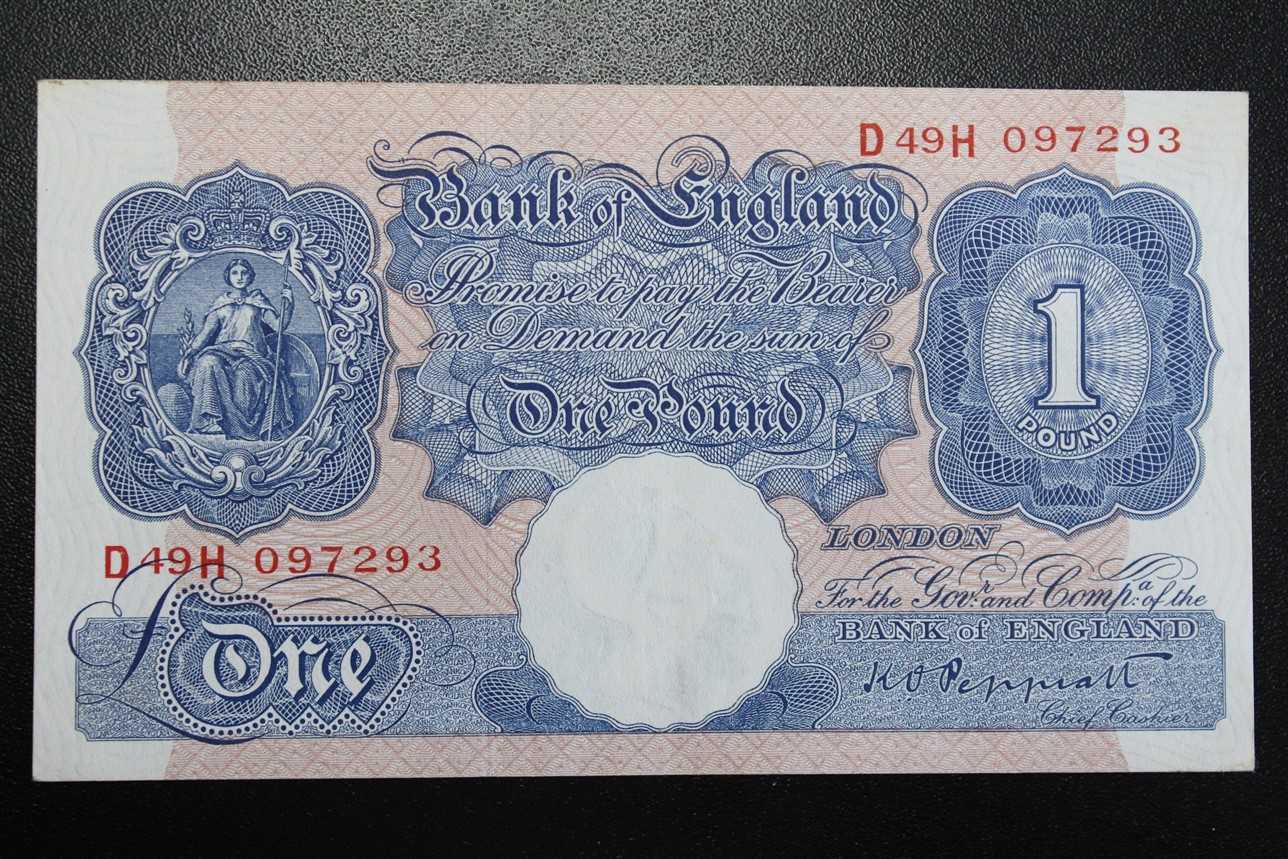 D49H 097293
Bank of England
Promise to pay the Bearer
on Demand the sum of
One Pound
1
POUND
D49H 097293
LONDON
For the Govr. and Compa. of the
BANK of ENGLAND
K O Peppiatt
Chief Cashier
£One